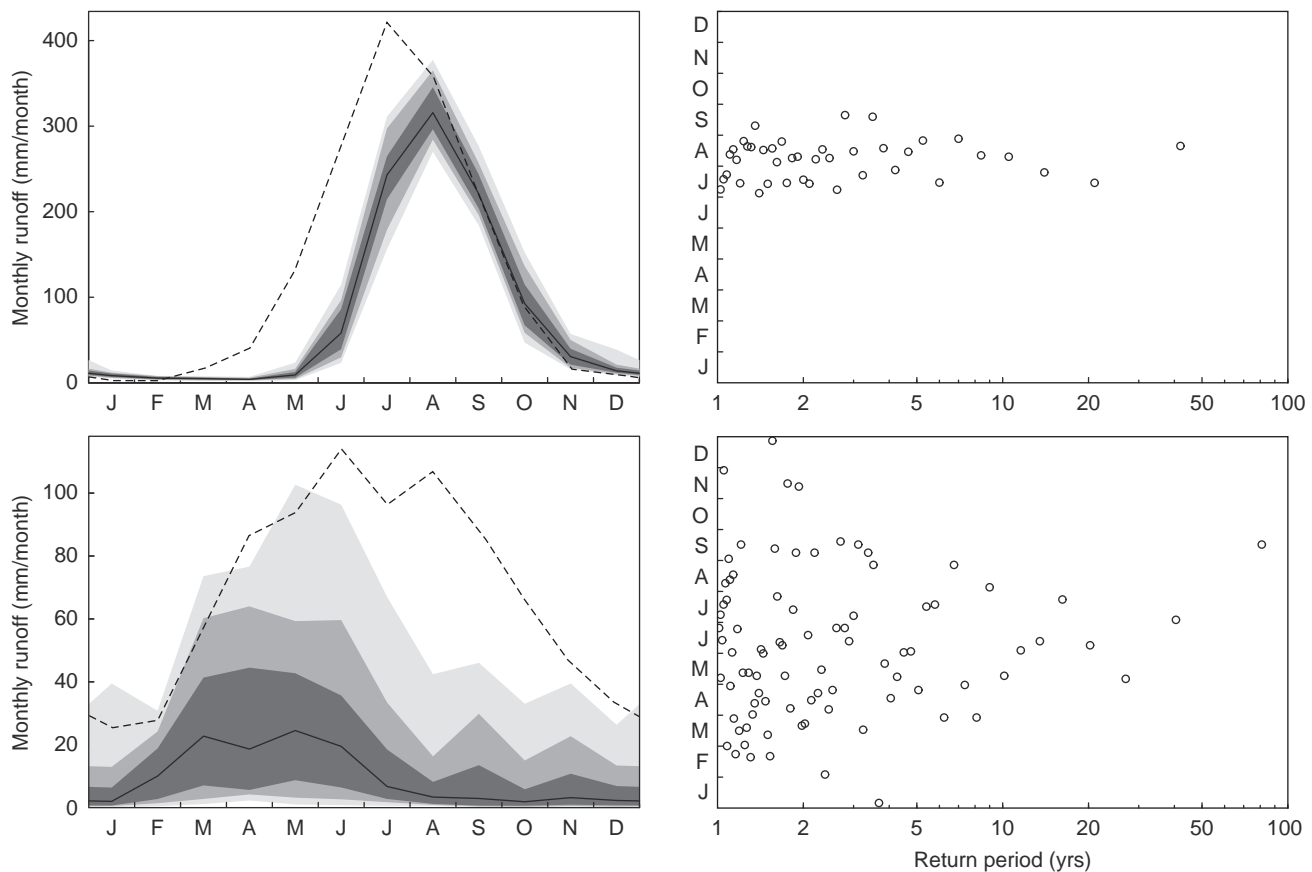 Monthly runoff (mm/month)
400
300
200
100
0
J F M A M J J A S O N D
D
N
O
S
A
J
J
M
A
M
F
J
1 2 5 10 20 50 100
Monthly runoff (mm/month)
100
80
60
40
20
0
J F M A M J J A S O N D
D
N
O
S
A
J
J
M
A
M
F
J
1 2 5 10 20 50 100
Return period (yrs)